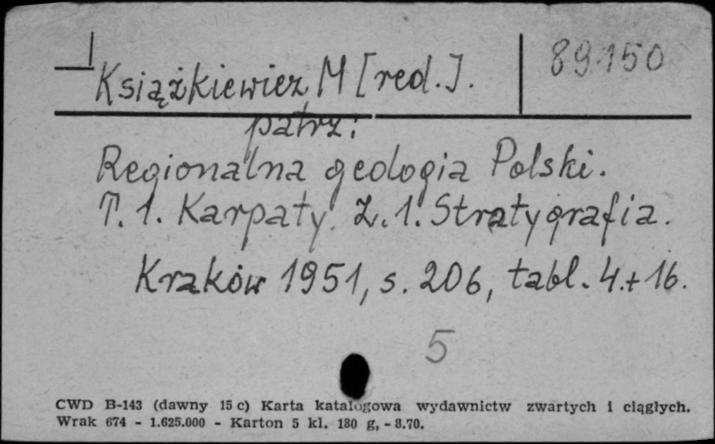 Książkiewicz M [red.].
89150
patrz:
Regionalna geologia Polski.
T. 1. Karpaty. Z. 1. Stratygrafia.
Kraków 1951, s. 206, tabl. 4.+16.
5
CWD B-143 (dawny 15 c) Karta katalogowa wydawnictw zwartych i ciągłych.
Wrak 674 - 1.625.000 - Karton 5 kl. 180 g, - 8.70.